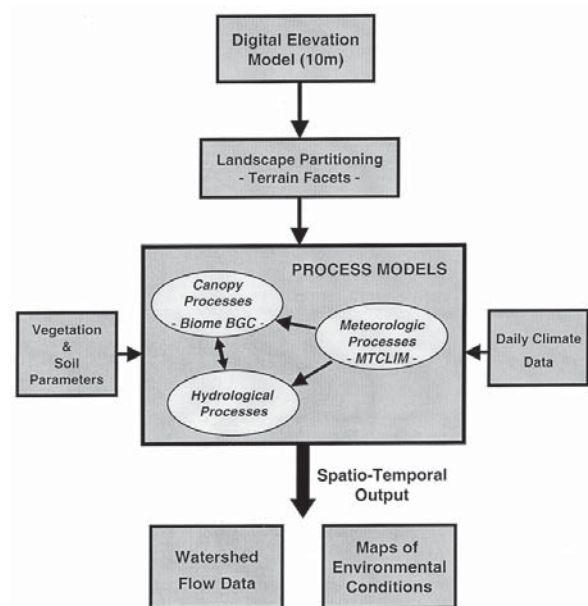 Digital Elevation
Model (10m)
Landscape Partitioning
- Terrain Facets -
PROCESS MODELS
Canopy
Processes
- Biome BGC -
Meteorologic
Processes
- MTCLIM -
Hydrological
Processes
Vegetation
&
Soil
Parameters
Daily Climate
Data
Spatio-Temporal
Output
Watershed
Flow Data
Maps of
Environmental
Conditions